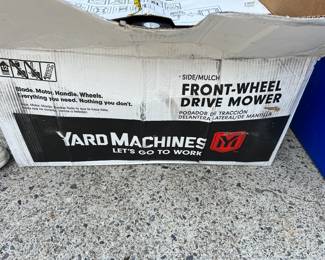 SIDE/MULCH
FRONT-WHEEL
DRIVE MOWER
PODADOR DE TRACCIÓN
DELANTERA LATERAL/DE MANTILLO
Blade. Motor. Handle. Wheels.
Everything you need. Nothing you don't.
YARD MACHINES
LET'S GO TO WORK